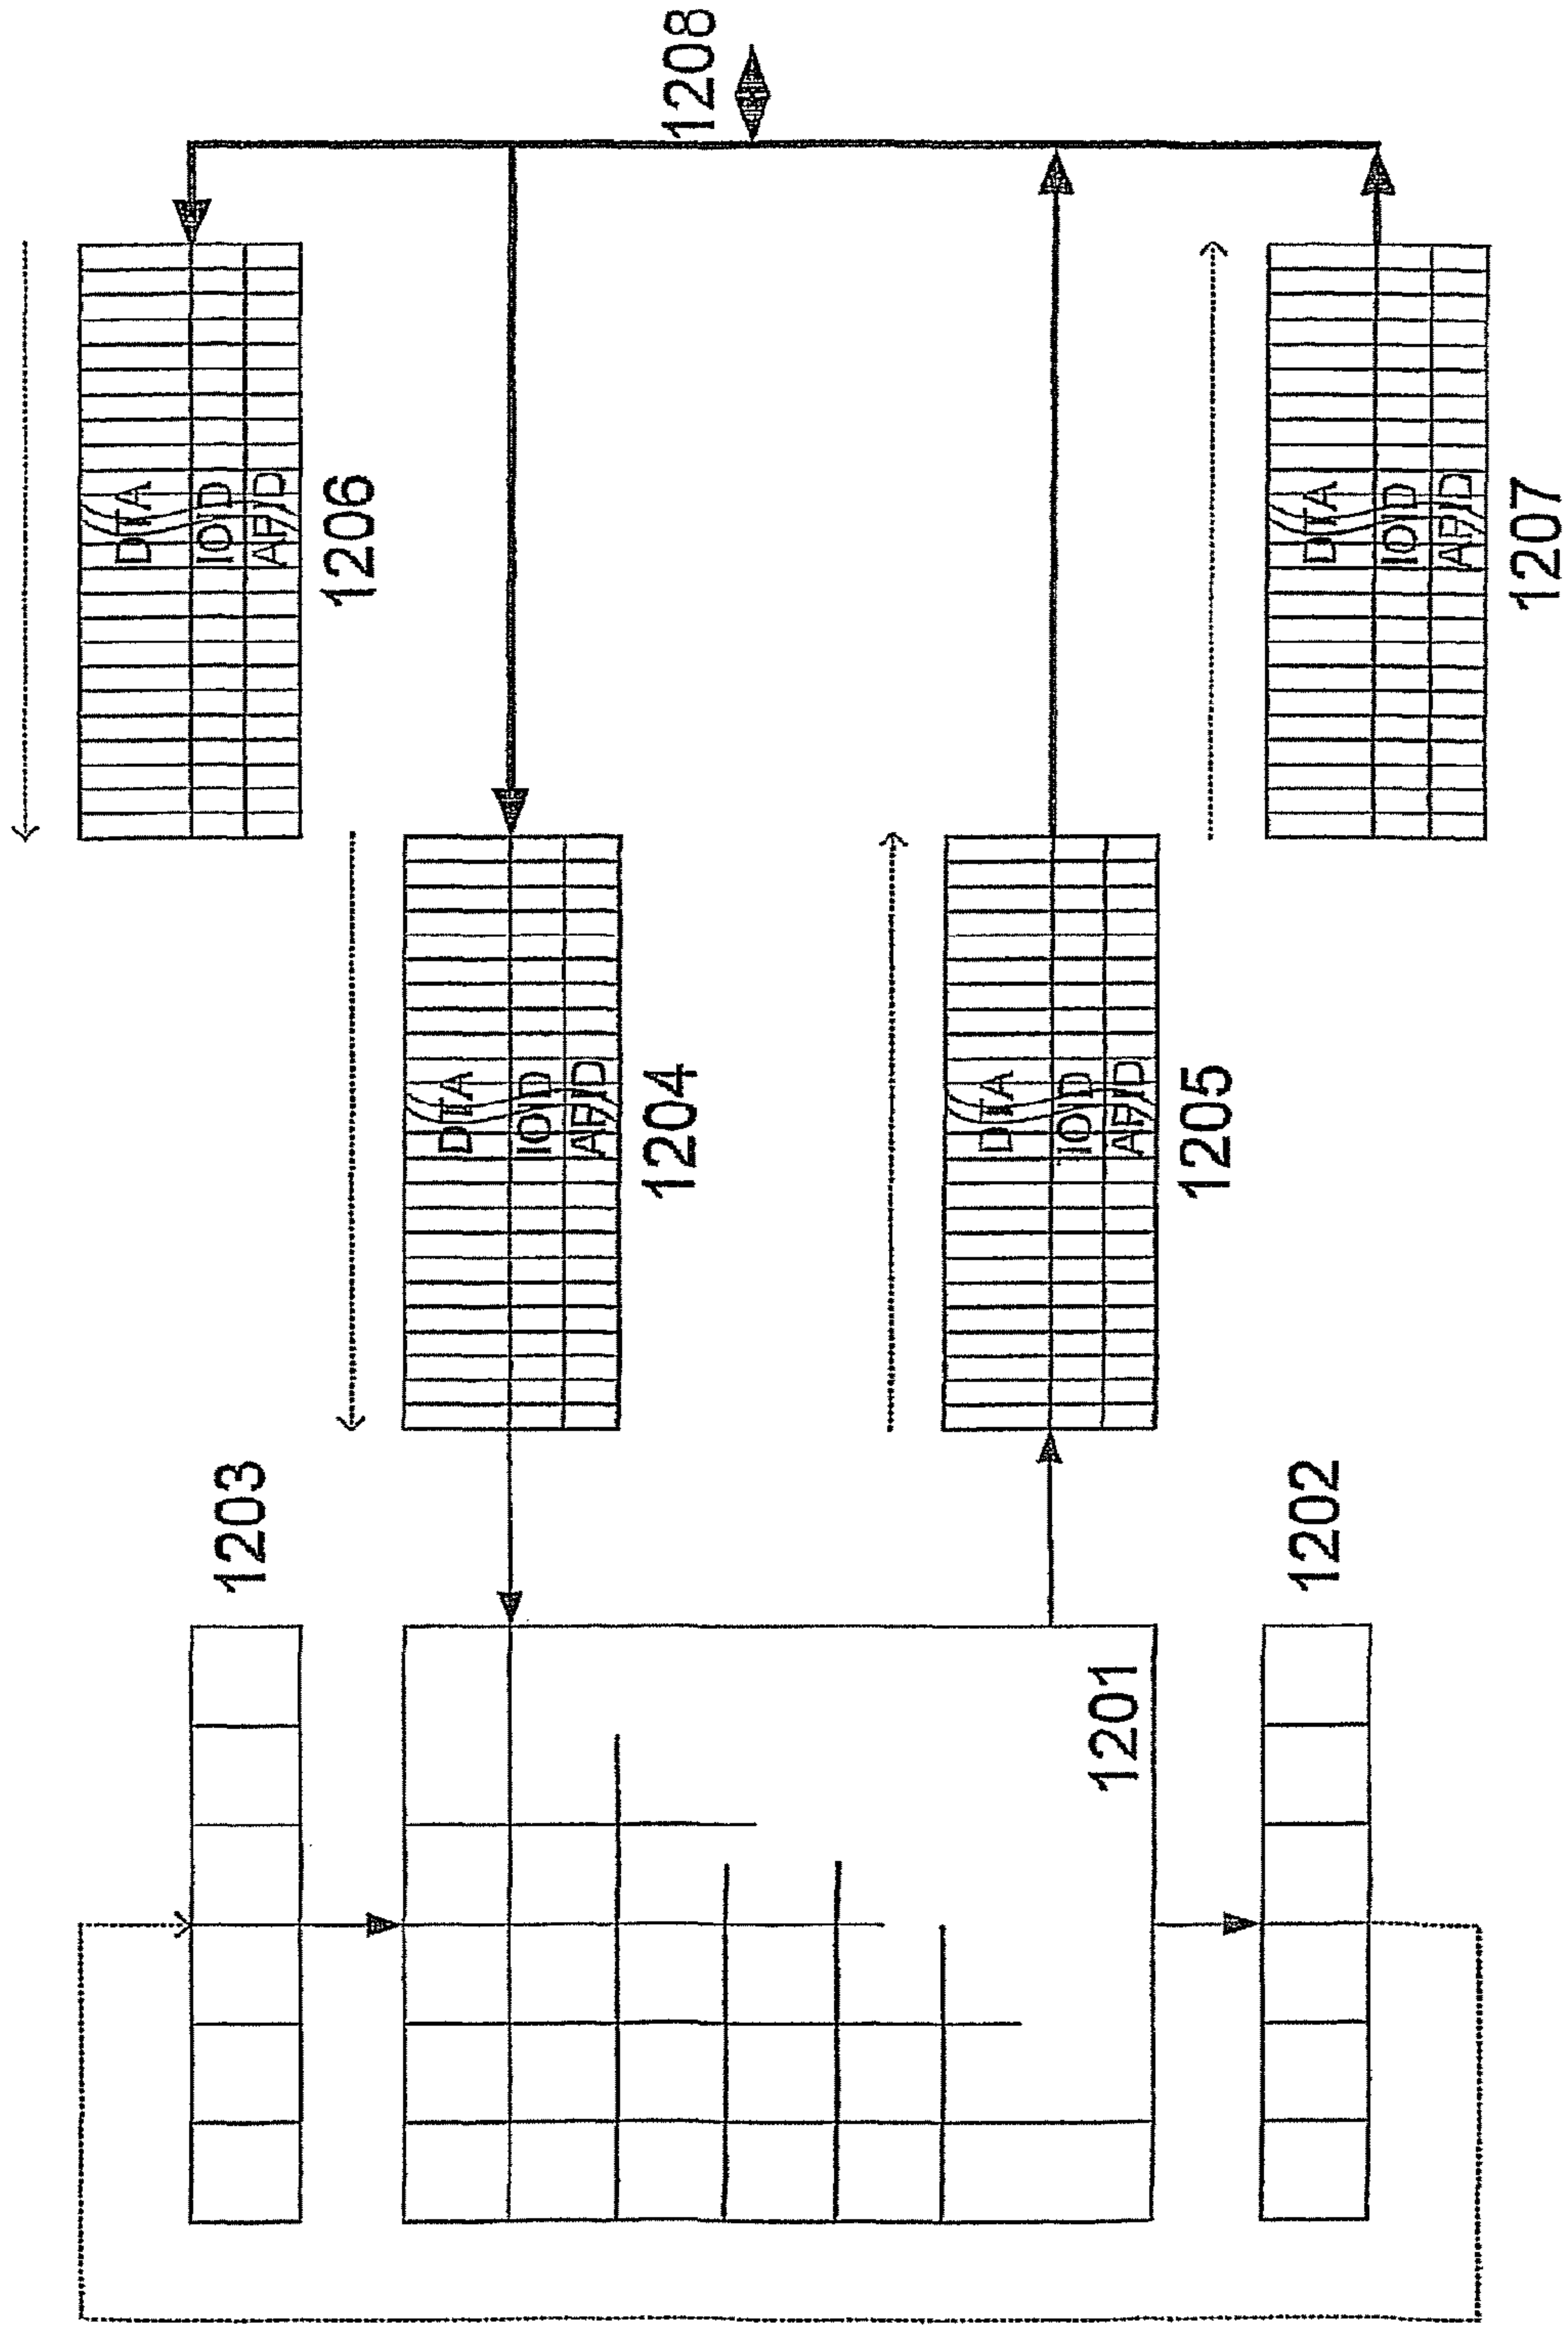 DTA
IOID
APID
1206
1203
DTA
IOID
APID
1204
1208
DTA
IOID
APID
1205
1201
1202
DTA
IOID
APID
1207